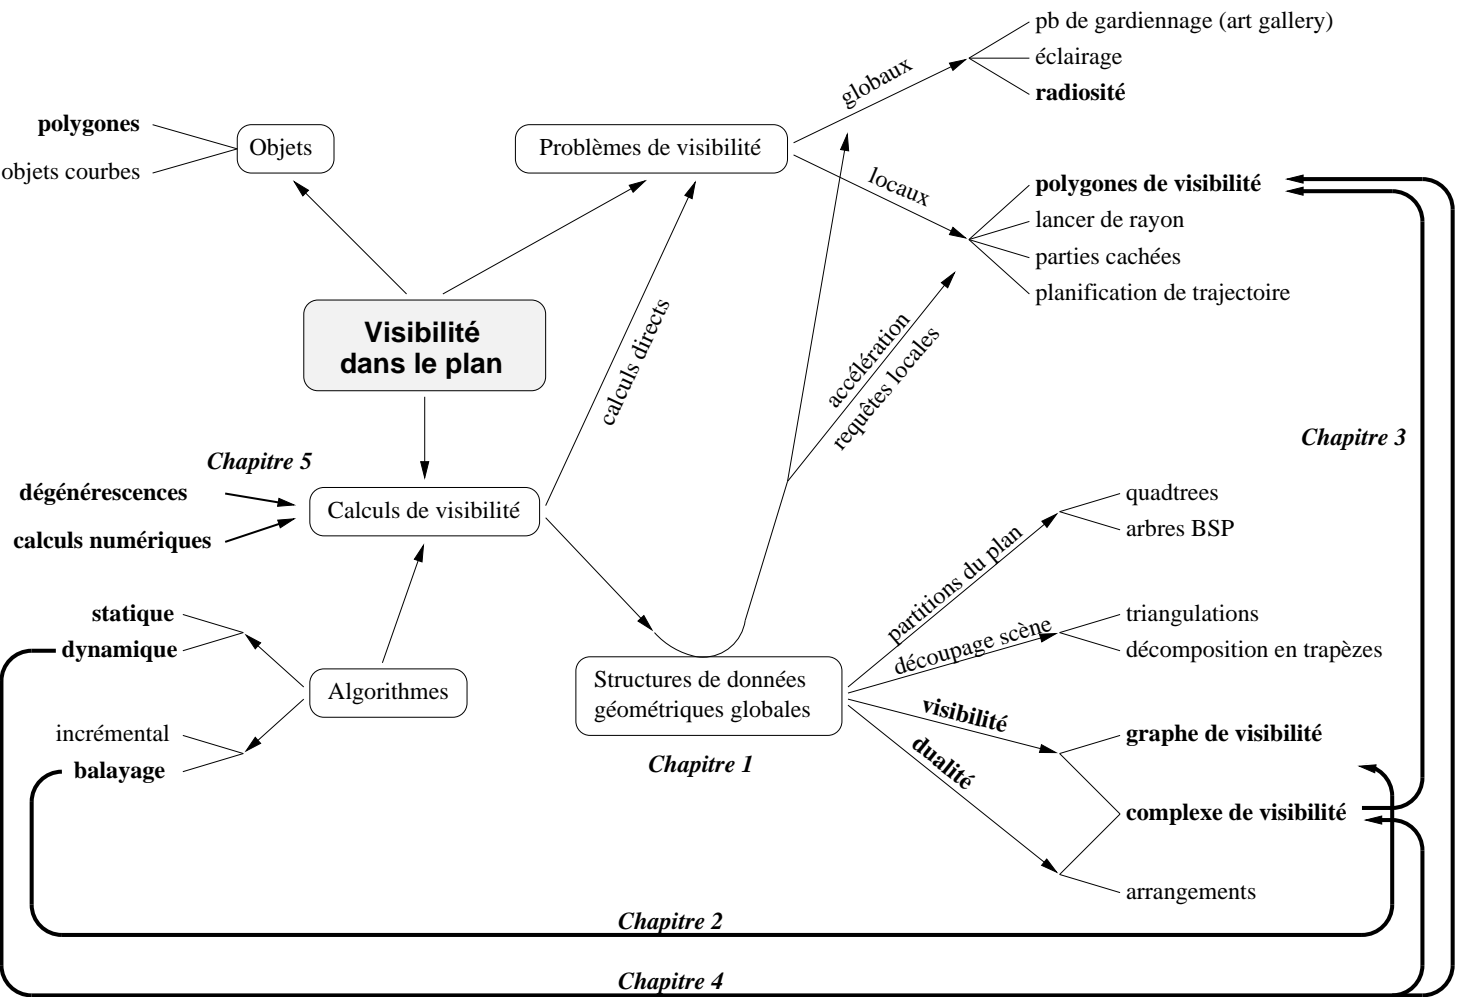 pb de gardiennage (art gallery)
éclairage
radiosité
globaux
polygones
objets courbes
Objets
Problèmes de visibilité
locaux
polygones de visibilité
lancer de rayon
parties cachées
planification de trajectoire
Visibilité
dans le plan
calculs directs
accélération
requêtes locales
Chapitre 3
Chapitre 5
dégénérescences
calculs numériques
Calculs de visibilité
quadtrees
arbres BSP
partitions du plan
statique
dynamique
Algorithmes
incrémental
balayage
Structures de données
géométriques globales
Chapitre 1
découpage scène
triangulations
décomposition en trapèzes
visibilité
dualité
graphe de visibilité
complexe de visibilité
arrangements
Chapitre 2
Chapitre 4